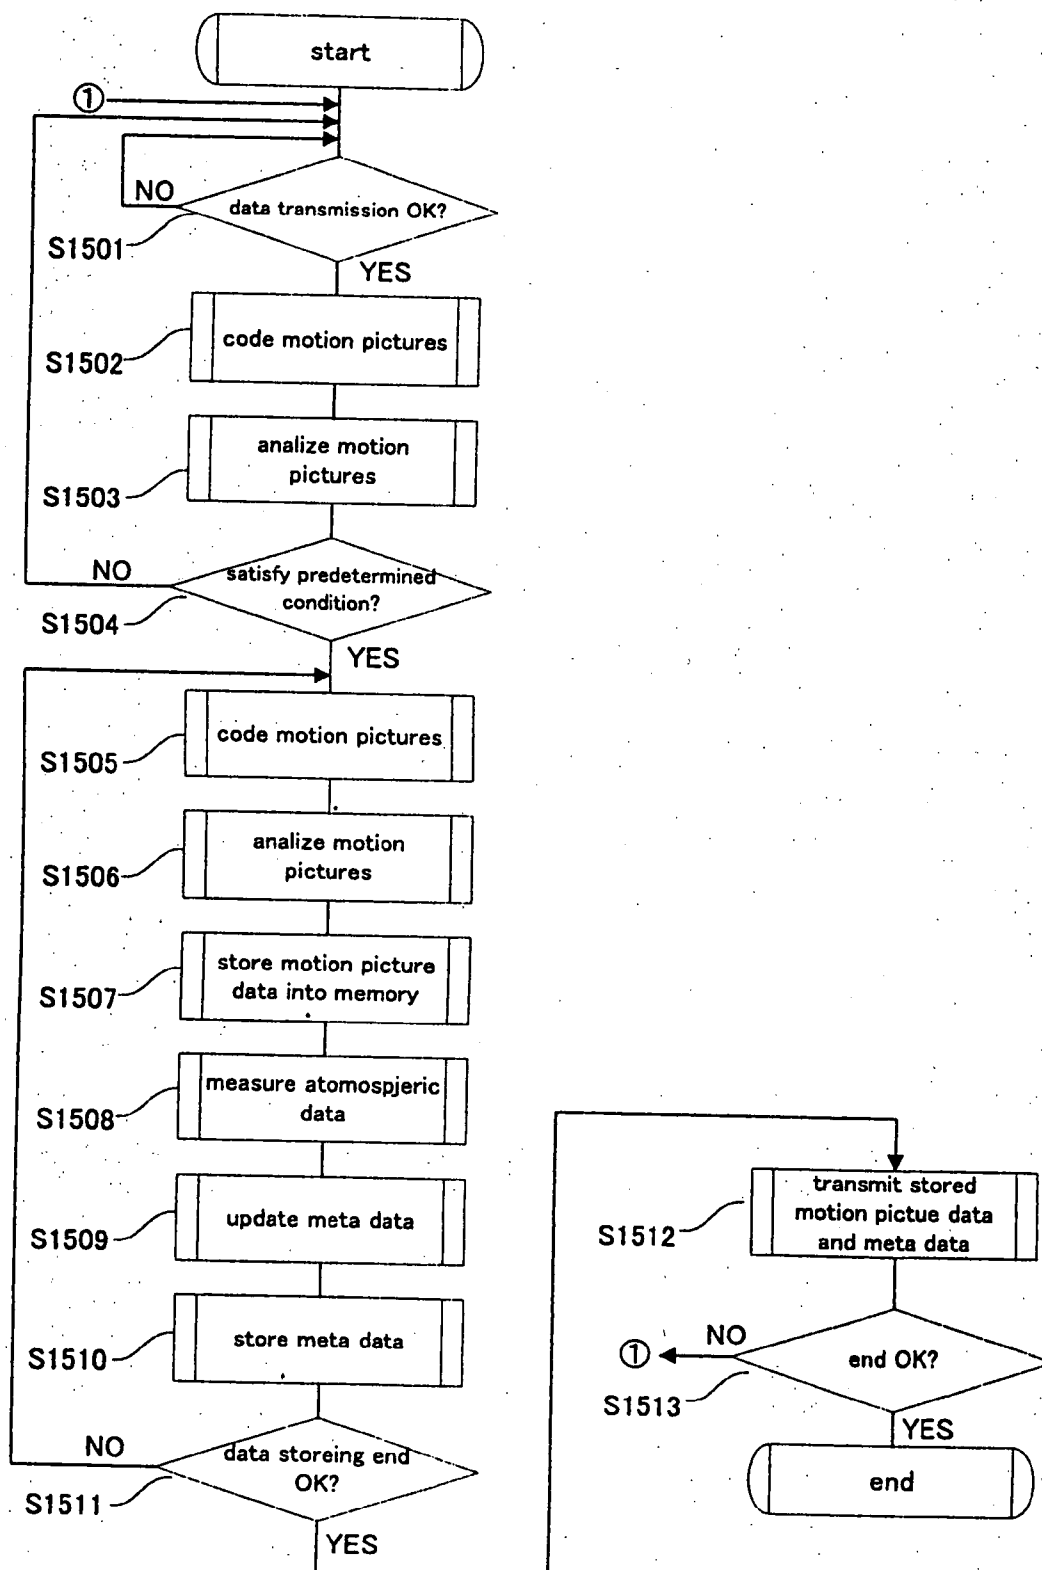 start
①
NO
data transmission OK?
S1501
YES
code motion pictures
S1502
analize motion
pictures
S1503
NO
satisfy predetermined
condition?
S1504
YES
code motion pictures
S1505
analize motion
pictures
S1506
store motion picture
data into memory
S1507
measure atomospjeric
data
S1508
update meta data
S1509
store meta data
S1510
NO
data storeing end
OK?
S1511
YES
transmit stored
motion pictue data
and meta data
S1512
①
NO
end OK?
S1513
YES
end